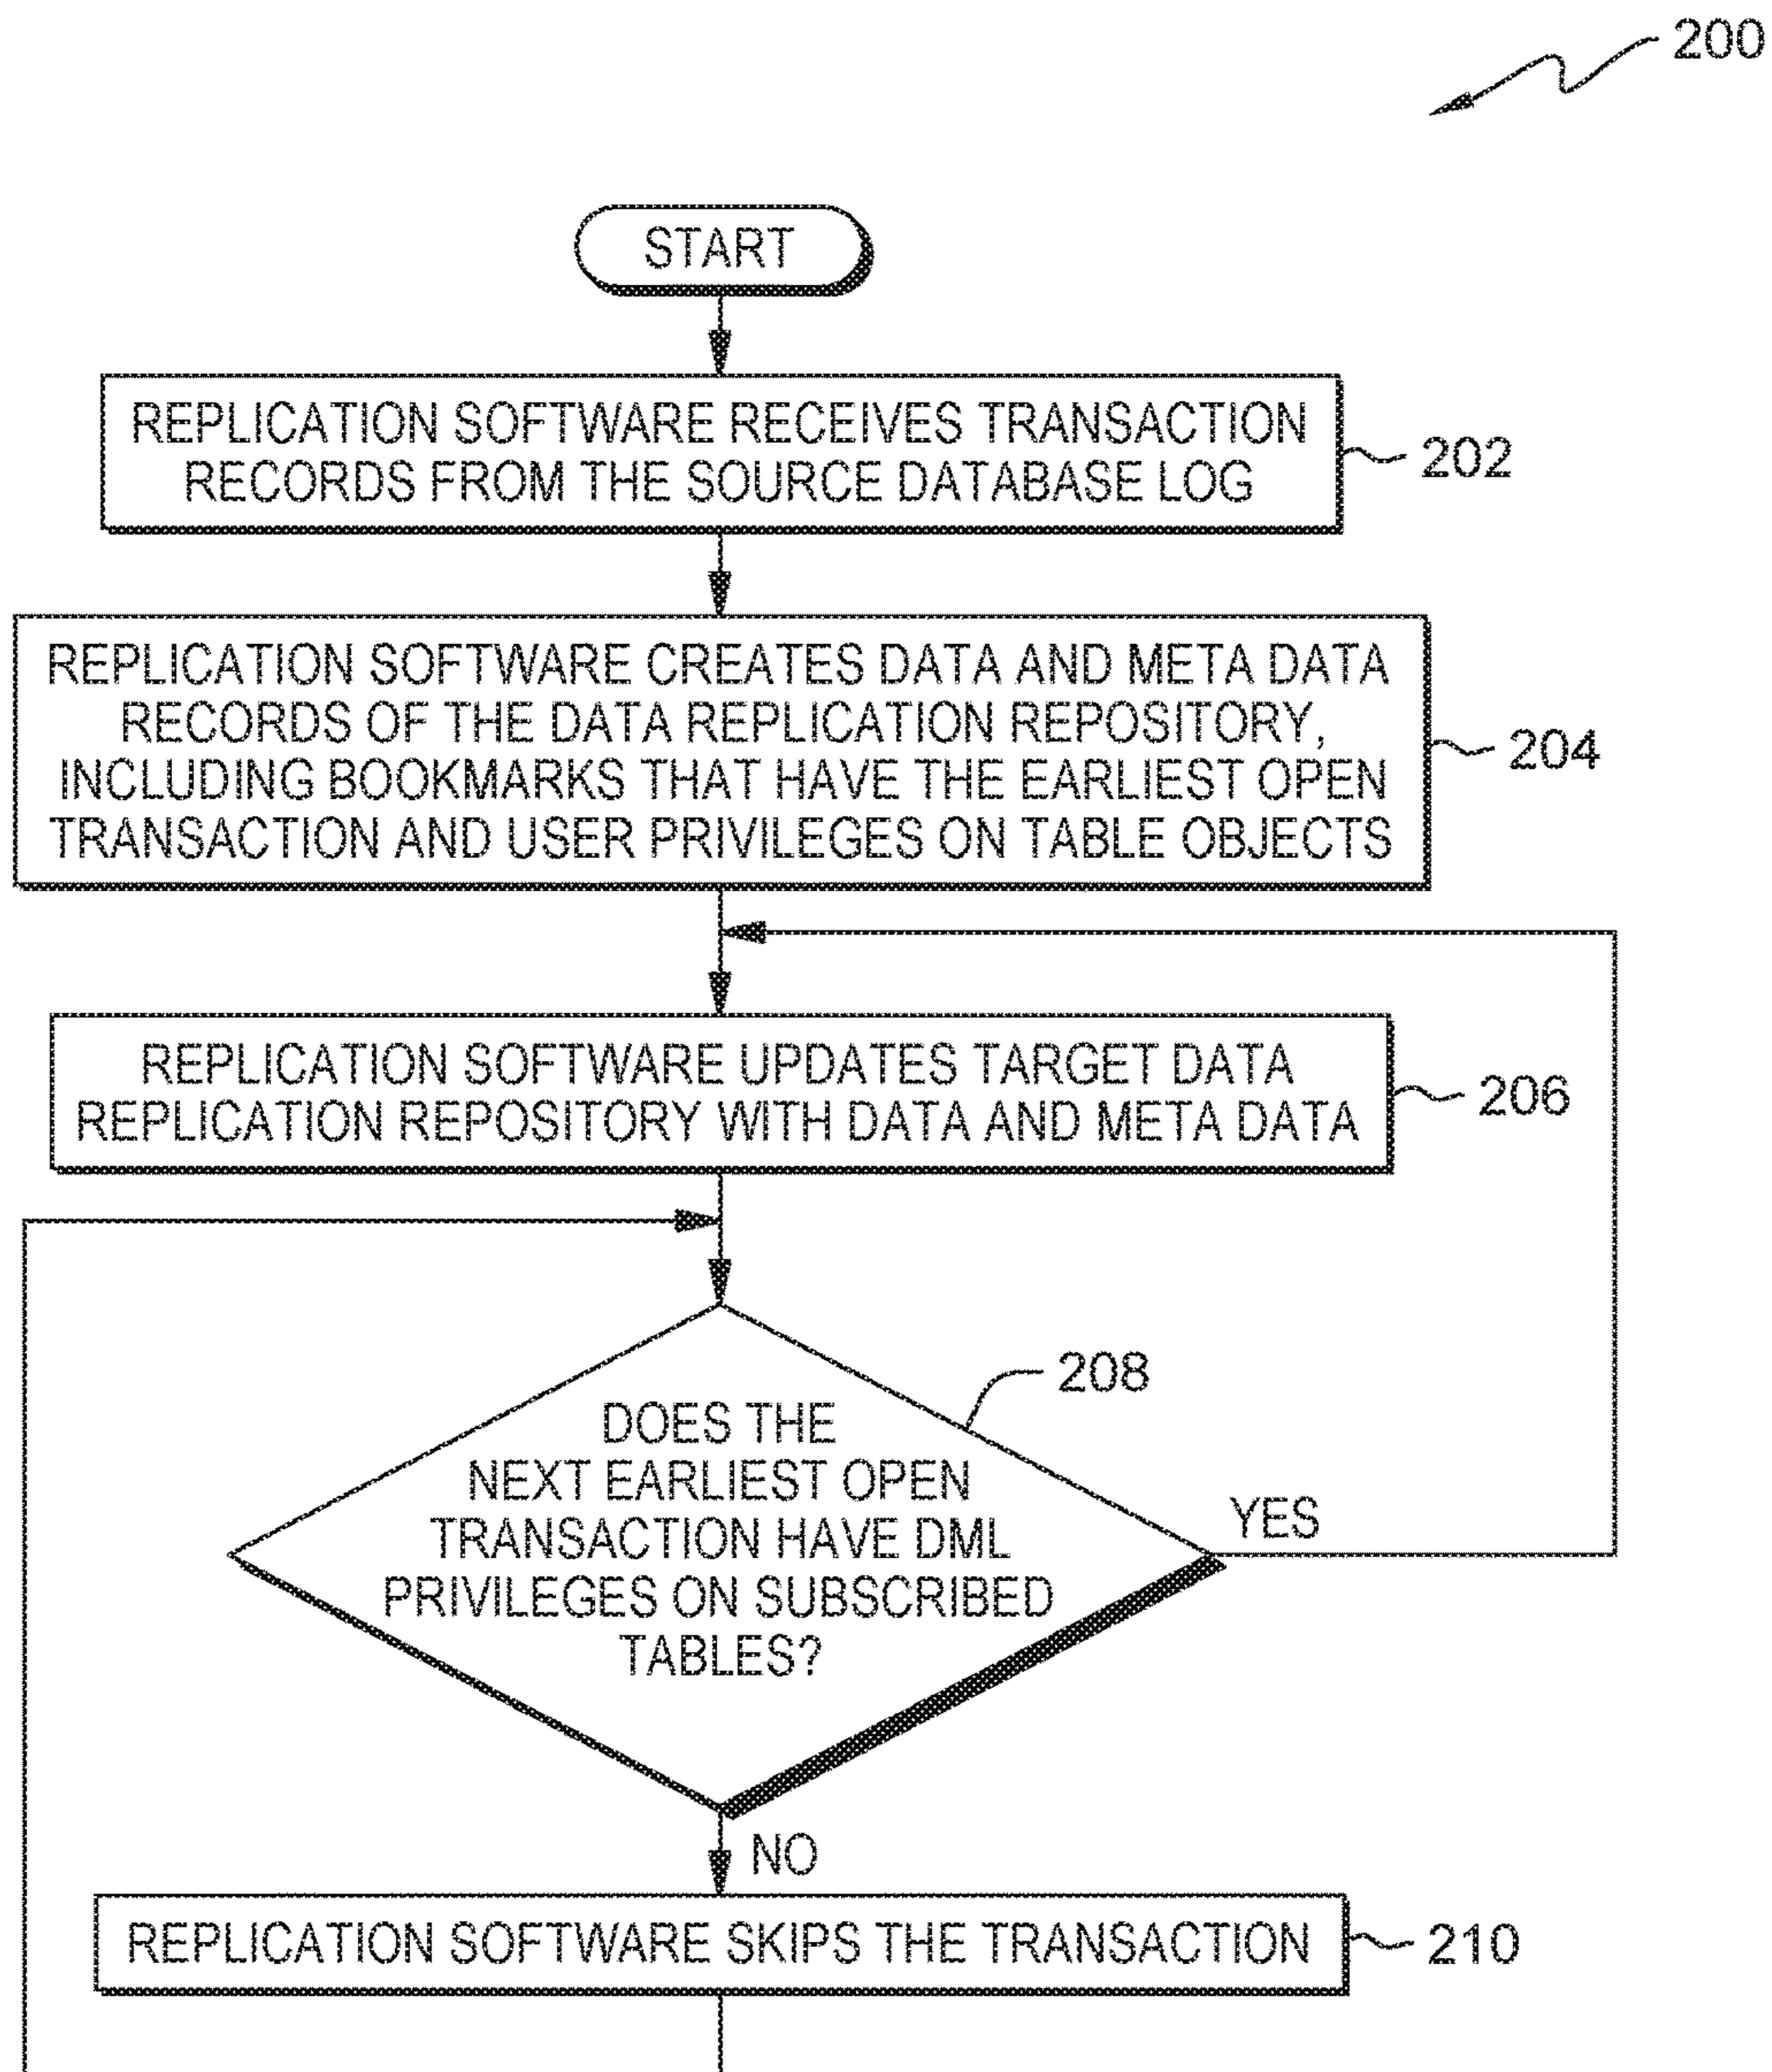 200
START
REPLICATION SOFTWARE RECEIVES TRANSACTION
RECORDS FROM THE SOURCE DATABASE LOG
202
REPLICATION SOFTWARE CREATES DATA AND META DATA
RECORDS OF THE DATA REPLICATION REPOSITORY,
INCLUDING BOOKMARKS THAT HAVE THE EARLIEST OPEN
TRANSACTION AND USER PRIVILEGES ON TABLE OBJECTS
204
REPLICATION SOFTWARE UPDATES TARGET DATA
REPLICATION REPOSITORY WITH DATA AND META DATA
206
208
DOES THE
NEXT EARLIEST OPEN
TRANSACTION HAVE DML
PRIVILEGES ON SUBSCRIBED
TABLES?
YES
NO
REPLICATION SOFTWARE SKIPS THE TRANSACTION
210